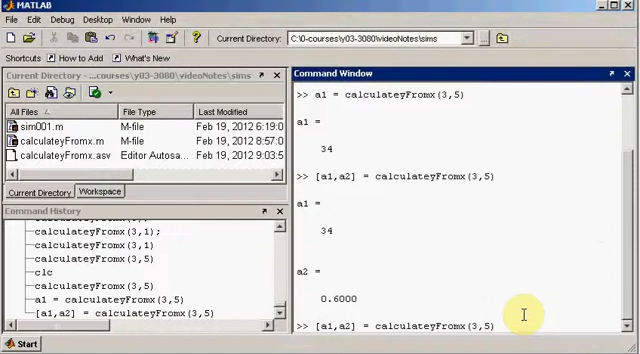 MATLAB
File Edit Debug Desktop Window Help
Current Directory: C:\0-courses\y03-3080\videoNotes\sims
Shortcuts How to Add What's New
Current Directory - ...courses\y03-3080\videoNotes\sims
All Files File Type Last Modified
sim001.m M-file Feb 19, 2012 6:19:0
calculateyFromx.m M-file Feb 19, 2012 8:57:0
calculateyFromx.asv Editor Autosa... Feb 19, 2012 9:03:5
Current Directory Workspace
Command History
calculateyFromx(3,1);
calculateyFromx(3,1)
calculateyFromx(3,5)
clc
calculateyFromx(3,5)
a1 = calculateyFromx(3,5)
[a1,a2] = calculateyFromx(3,5)
Command Window
>> a1 = calculateyFromx(3,5)
a1 =
34
>> [a1,a2] = calculateyFromx(3,5)
a1 =
34
a2 =
0.6000
>> [a1,a2] = calculateyFromx(3,5)
Start